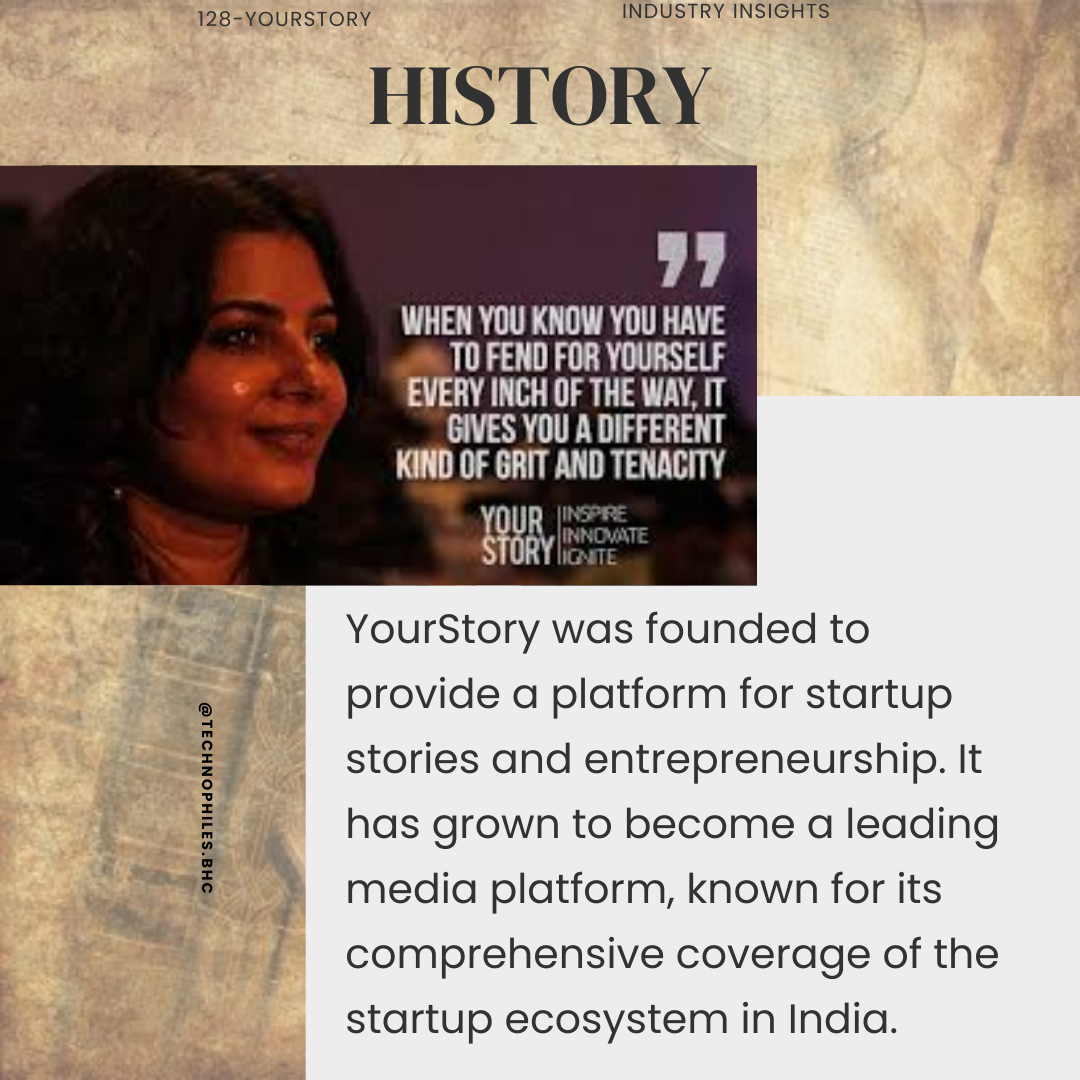 128-YOURSTORY
INDUSTRY INSIGHTS
HISTORY
”
WHEN YOU KNOW YOU HAVE
TO FEND FOR YOURSELF
EVERY INCH OF THE WAY, IT
GIVES YOU A DIFFERENT
KIND OF GRIT AND TENACITY
YOUR
STORY
INSPIRE
INNOVATE
IGNITE
@TECHNOPHILES.BHC
YourStory was founded to
provide a platform for startup
stories and entrepreneurship. It
has grown to become a leading
media platform, known for its
comprehensive coverage of the
startup ecosystem in India.